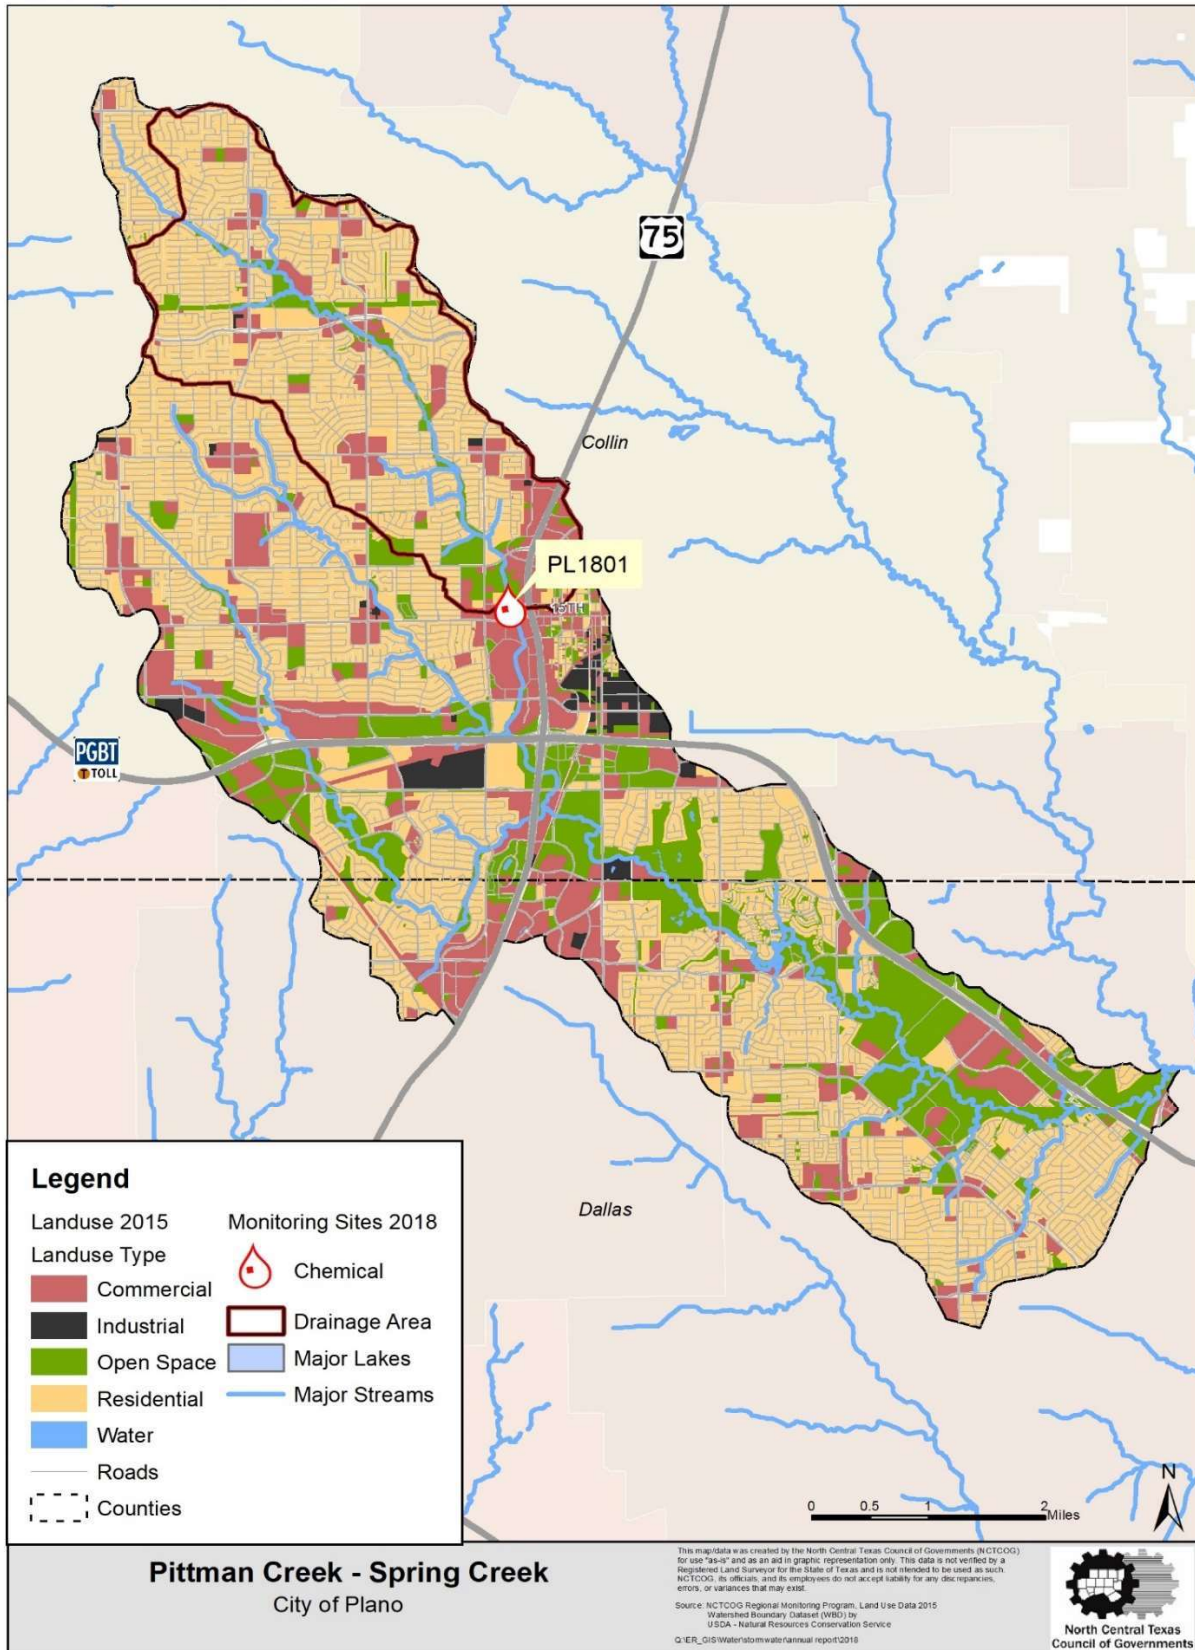 75
Collin
PL1801
15TH
PGBT
T TOLL
Dallas
Legend
Landuse 2015
Landuse Type
Commercial
Industrial
Open Space
Residential
Water
Roads
Counties
Monitoring Sites 2018
Chemical
Drainage Area
Major Lakes
Major Streams
N
0 0.5 1 2 Miles
Pittman Creek - Spring Creek
City of Plano
This map/data was created by the North Central Texas Council of Governments (NCTCOG)
for use "as-is" and as an aid in graphic representation only. This data is not verified by a
Registered Land Surveyor for the State of Texas and is not intended to be used as such.
NCTCOG, its officials, and its employees do not accept liability for any discrepancies,
errors, or variances that may exist.
Source: NCTCOG Regional Monitoring Program, Land Use Data 2015
Watershed Boundary Dataset (WBD) by
USDA - Natural Resources Conservation Service
Q:\ER_GIS\Water\stormwater\annual report\2018
North Central Texas
Council of Governments